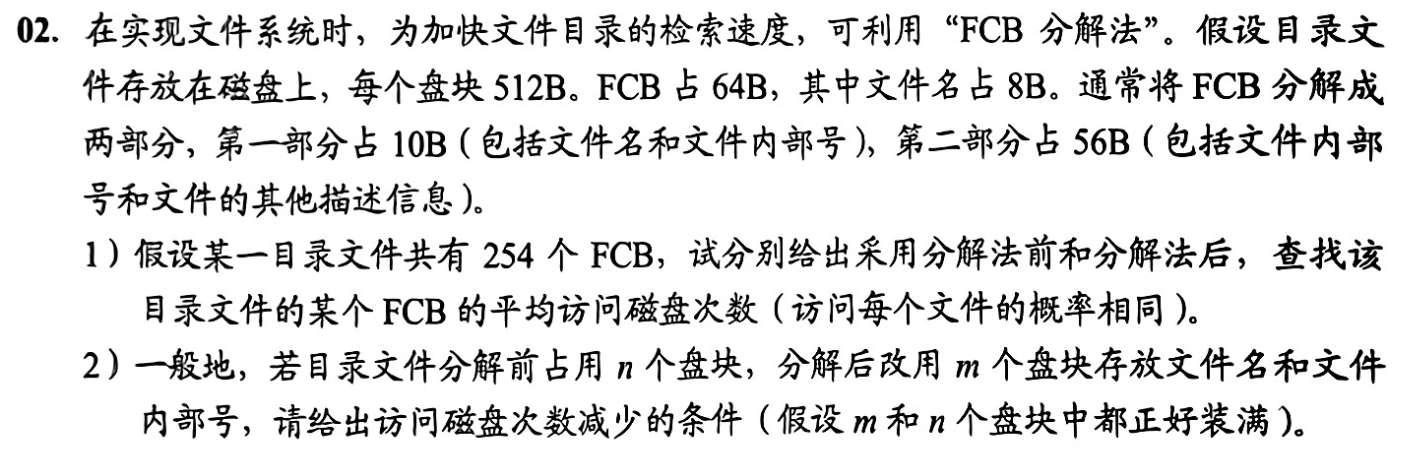 02. 在实现文件系统时，为加快文件目录的检索速度，可利用“FCB 分解法”。假设目录文
件存放在磁盘上，每个盘块 512B。FCB 占 64B，其中文件名占 8B。通常将 FCB 分解成
两部分，第一部分占 10B（包括文件名和文件内部号），第二部分占 56B（包括文件内部
号和文件的其他描述信息）。
1）假设某一目录文件共有 254 个 FCB，试分别给出采用分解法前和分解法后，查找该
目录文件的某个 FCB 的平均访问磁盘次数（访问每个文件的概率相同）。
2）一般地，若目录文件分解前占用 n 个盘块，分解后改用 m 个盘块存放文件名和文件
内部号，请给出访问磁盘次数减少的条件（假设 m 和 n 个盘块中都正好装满）。